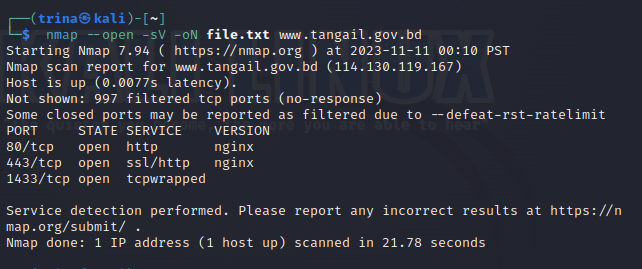 ┌──(trina㉿kali)-[~]
└─$ nmap --open -sV -oN file.txt www.tangail.gov.bd
Starting Nmap 7.94 ( https://nmap.org ) at 2023-11-11 00:10 PST
Nmap scan report for www.tangail.gov.bd (114.130.119.167)
Host is up (0.0077s latency).
Not shown: 997 filtered tcp ports (no-response)
Some closed ports may be reported as filtered due to --defeat-rst-ratelimit
PORT     STATE SERVICE    VERSION
80/tcp   open  http       nginx
443/tcp  open  ssl/http   nginx
1433/tcp open  tcpwrapped
Service detection performed. Please report any incorrect results at https://n
map.org/submit/ .
Nmap done: 1 IP address (1 host up) scanned in 21.78 seconds